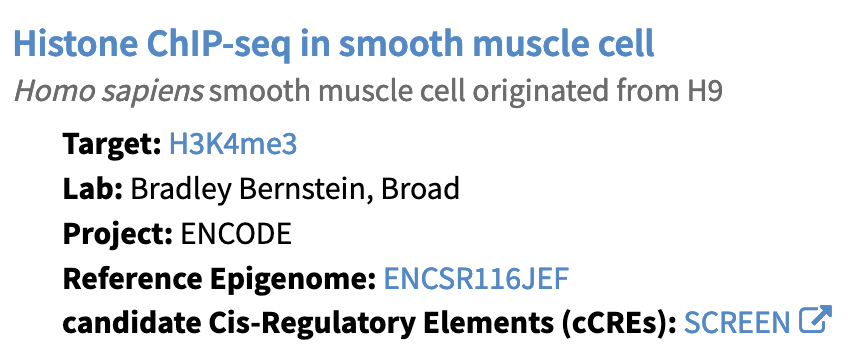 Histone ChIP-seq in smooth muscle cell
Homo sapiens smooth muscle cell originated from H9
Target: H3K4me3
Lab: Bradley Bernstein, Broad
Project: ENCODE
Reference Epigenome: ENCSR116JEF
candidate Cis-Regulatory Elements (cCREs): SCREEN